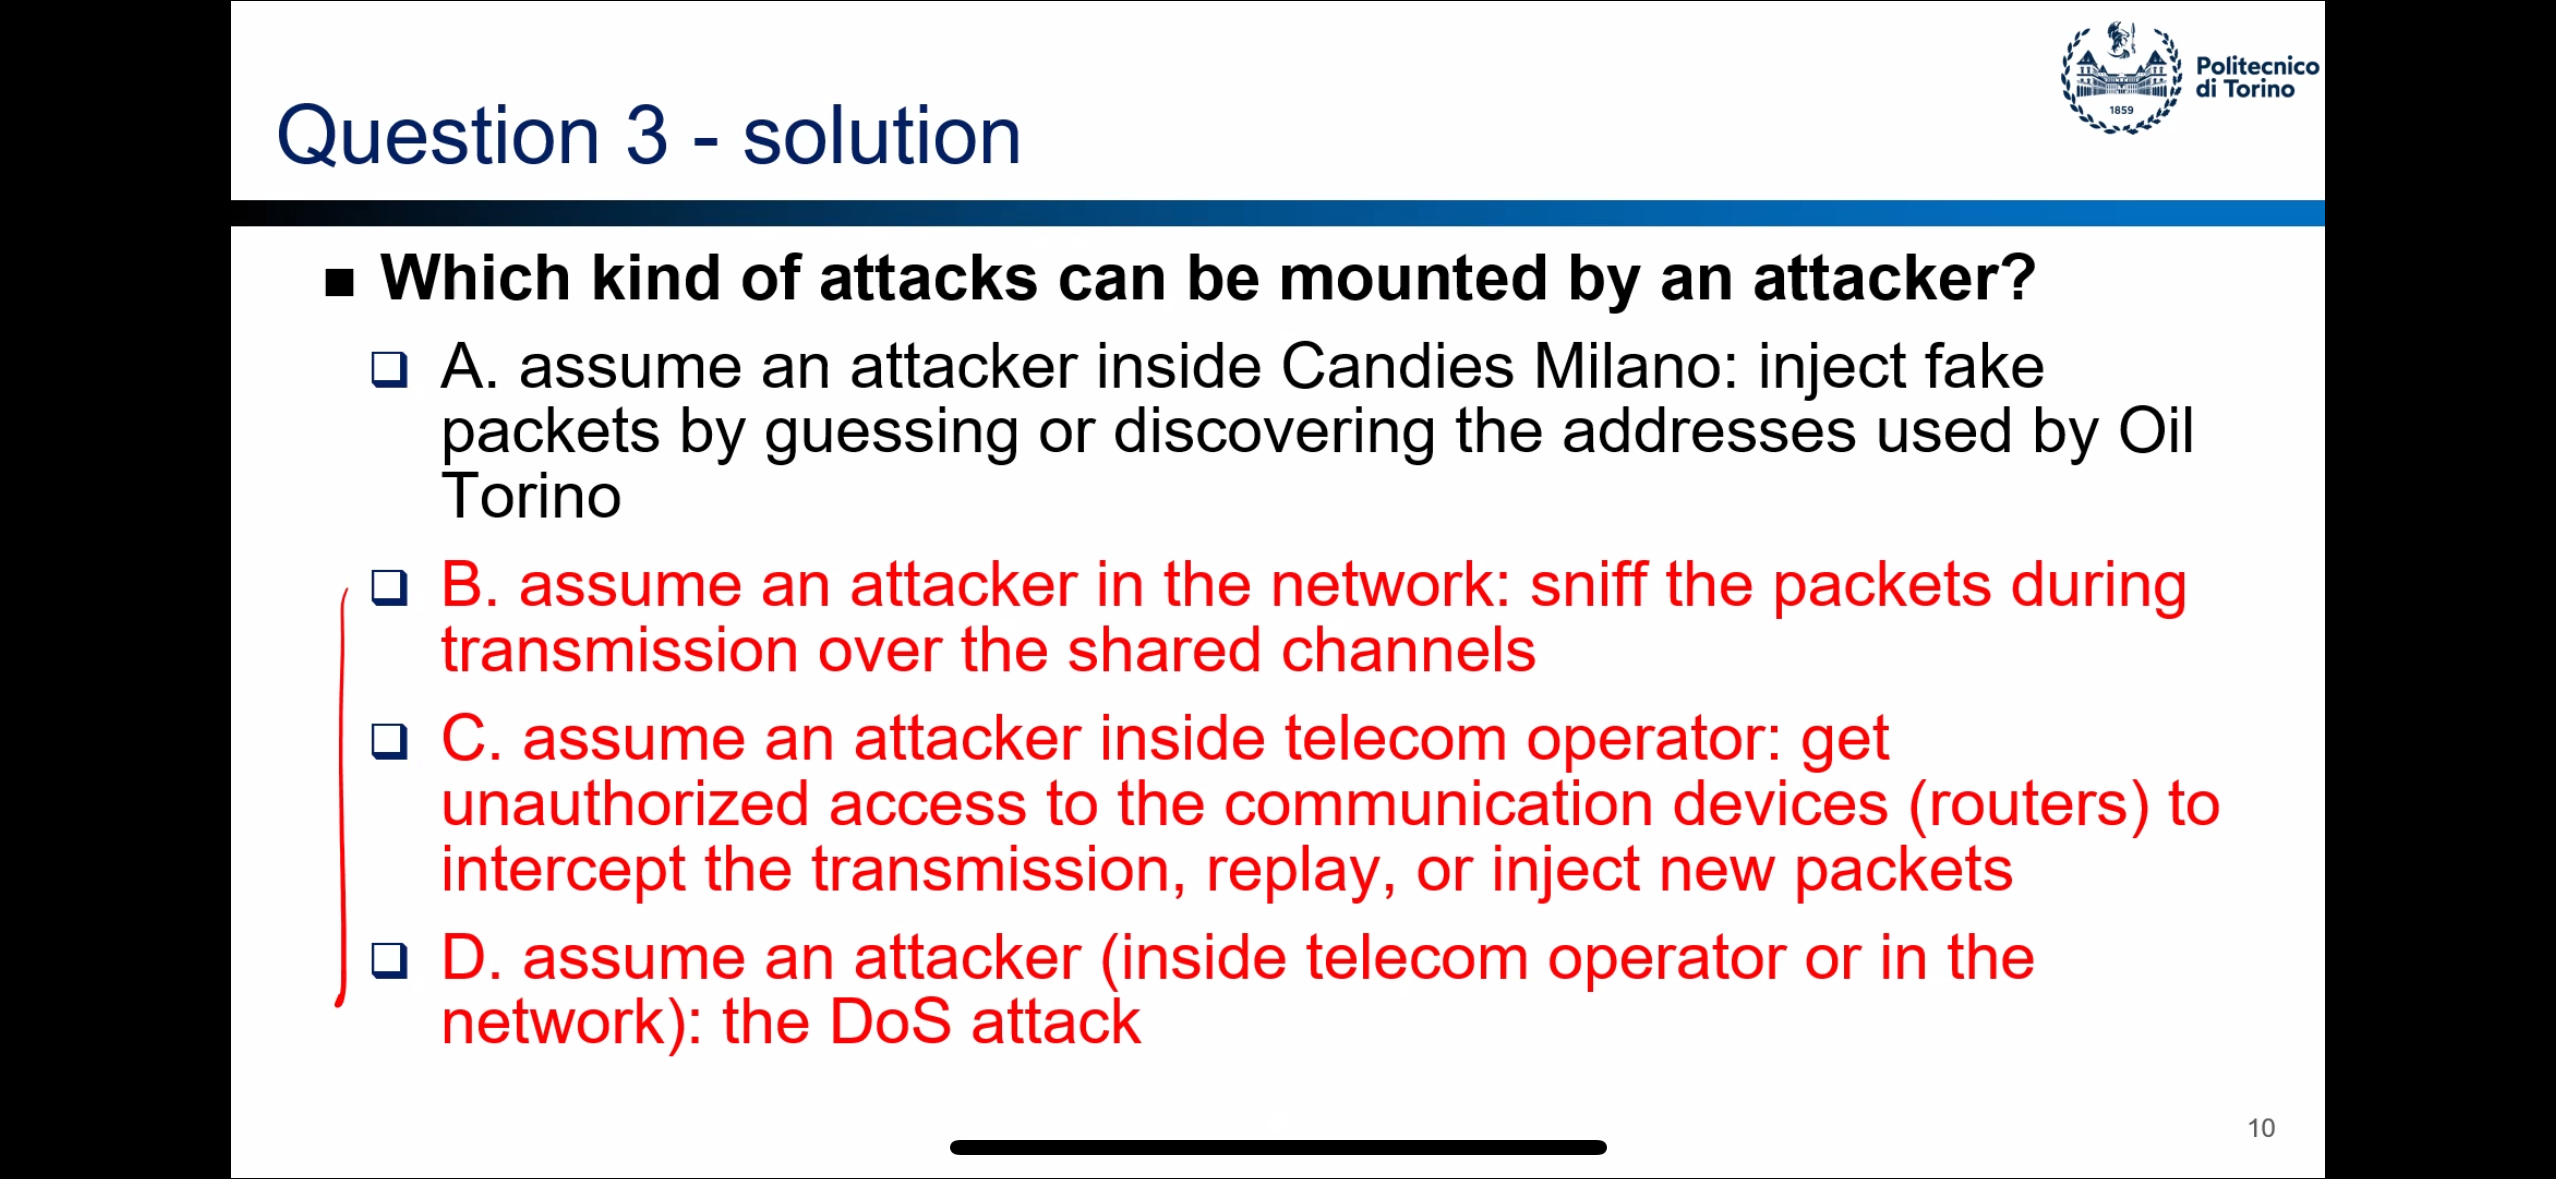 Politecnico
di Torino
1859
Question 3 - solution
Which kind of attacks can be mounted by an attacker?
A. assume an attacker inside Candies Milano: inject fake
packets by guessing or discovering the addresses used by Oil
Torino
B. assume an attacker in the network: sniff the packets during
transmission over the shared channels
C. assume an attacker inside telecom operator: get
unauthorized access to the communication devices (routers) to
intercept the transmission, replay, or inject new packets
D. assume an attacker (inside telecom operator or in the
network): the DoS attack
10